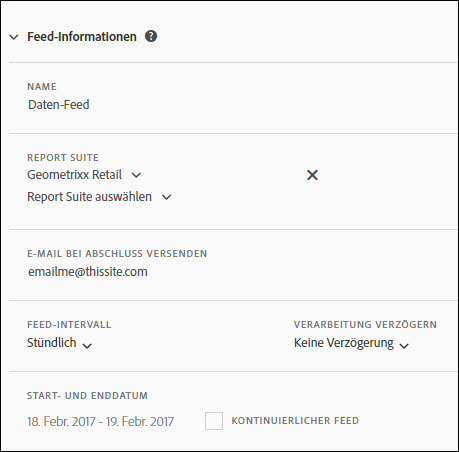 Feed-Informationen ?
NAME
Daten-Feed
REPORT SUITE
Geometrixx Retail
Report Suite auswählen
E-MAIL BEI ABSCHLUSS VERSENDEN
emailme@thissite.com
FEED-INTERVALL VERARBEITUNG VERZÖGERN
Stündlich Keine Verzögerung
START- UND ENDDATUM
18. Febr. 2017 - 19. Febr. 2017 KONTINUIERLICHER FEED